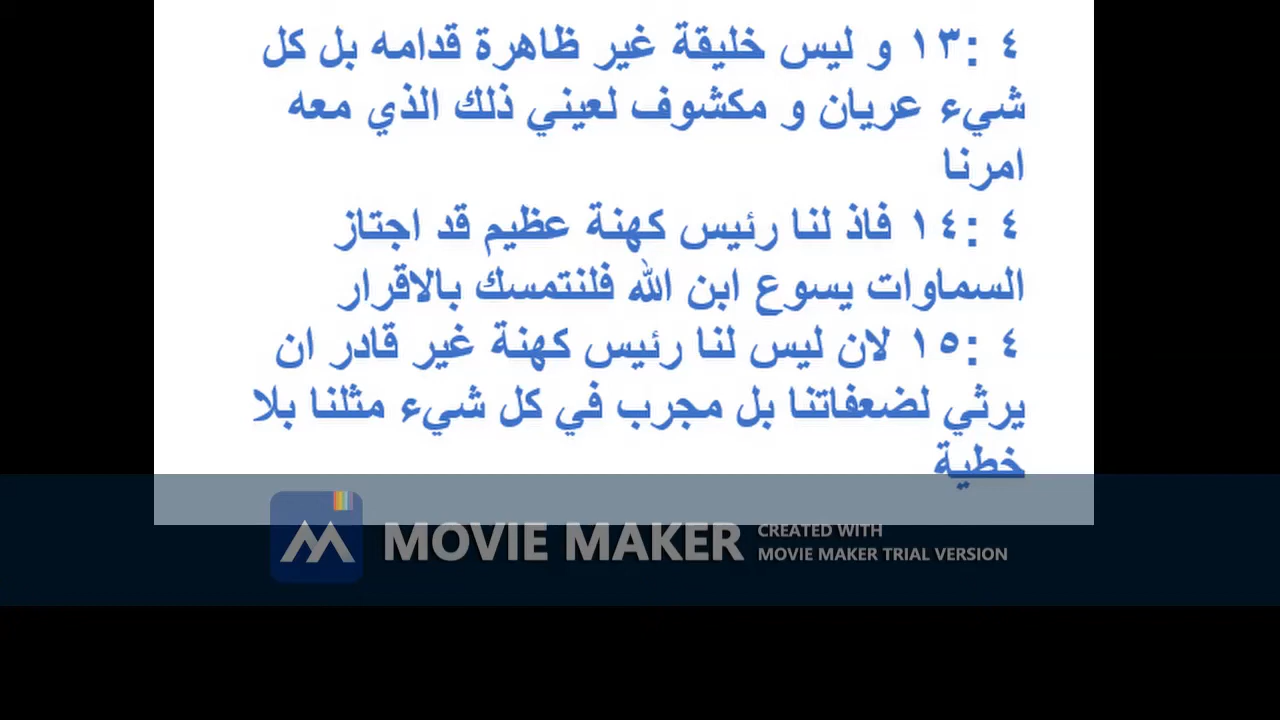 ٤ :١٣ و ليس خليقة غير ظاهرة قدامه بل كل
شيء عريان و مكشوف لعيني ذلك الذي معه
امرنا
٤ :١٤ فاذ لنا رئيس كهنة عظيم قد اجتاز
السماوات يسوع ابن الله فلنتمسك بالاقرار
٤ :١٥ لان ليس لنا رئيس كهنة غير قادر ان
يرثي لضعفاتنا بل مجرب في كل شيء مثلنا بلا
خطية
MOVIE MAKER
CREATED WITH
MOVIE MAKER TRIAL VERSION